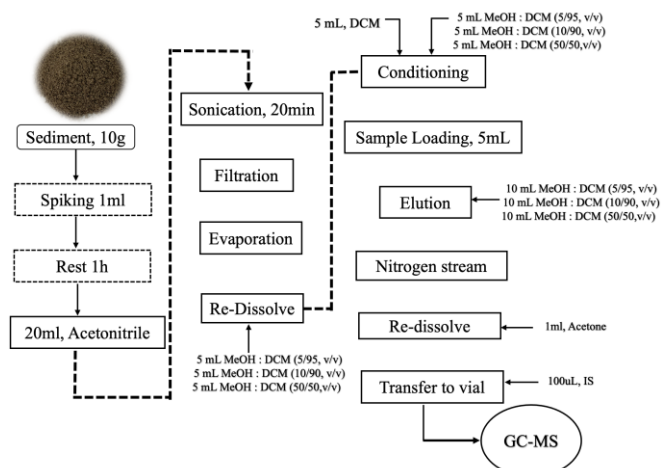 Sediment, 10g
Spiking 1ml
Rest 1h
20ml, Acetonitrile
Sonication, 20min
Filtration
Evaporation
Re-Dissolve
5 mL MeOH : DCM (5/95, v/v)
5 mL MeOH : DCM (10/90, v/v)
5 mL MeOH : DCM (50/50,v/v)
5 mL, DCM
5 mL MeOH : DCM (5/95, v/v)
5 mL MeOH : DCM (10/90, v/v)
5 mL MeOH : DCM (50/50,v/v)
Conditioning
Sample Loading, 5mL
Elution
10 mL MeOH : DCM (5/95, v/v)
10 mL MeOH : DCM (10/90, v/v)
10 mL MeOH : DCM (50/50,v/v)
Nitrogen stream
Re-dissolve
1ml, Acetone
Transfer to vial
100uL, IS
GC-MS